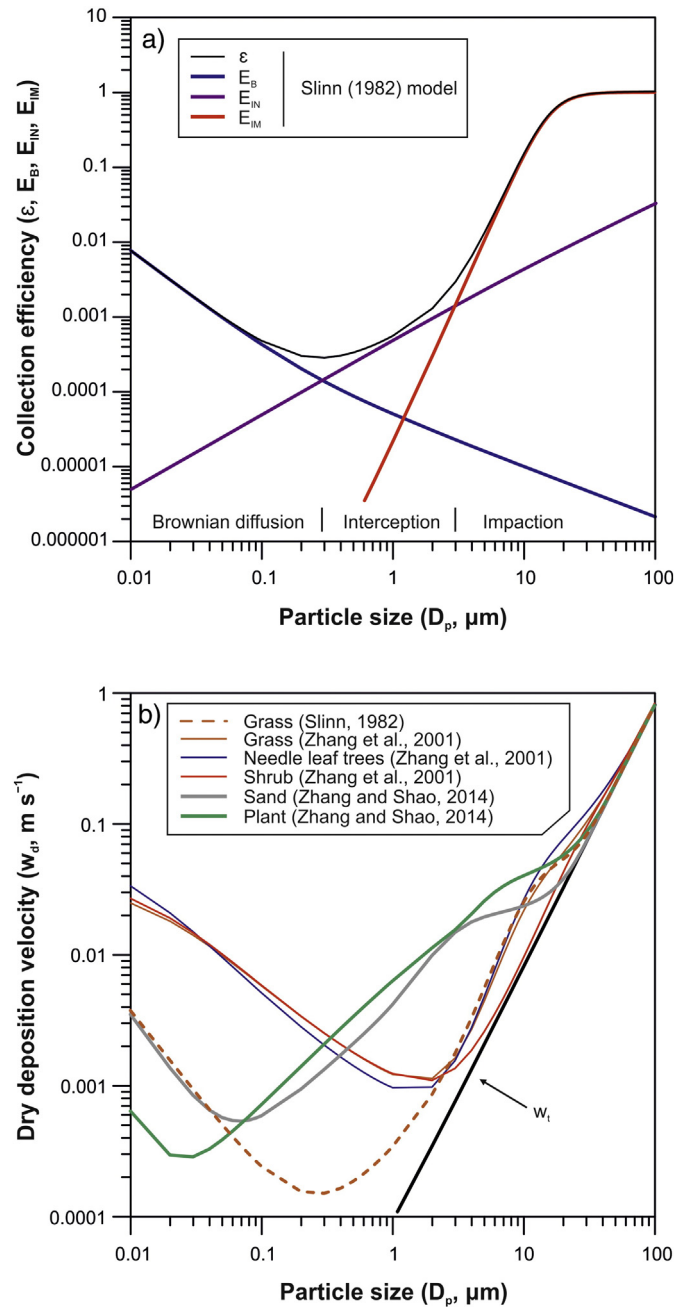 a)
ε
E_B
E_IN
E_IM
Slinn (1982) model
Collection efficiency (ε, E_B, E_IN, E_IM)
10
1
0.1
0.01
0.001
0.0001
0.00001
0.000001
Brownian diffusion | Interception | Impaction
0.01 0.1 1 10 100
Particle size (D_p, µm)
b)
Grass (Slinn, 1982)
Grass (Zhang et al., 2001)
Needle leaf trees (Zhang et al., 2001)
Shrub (Zhang et al., 2001)
Sand (Zhang and Shao, 2014)
Plant (Zhang and Shao, 2014)
Dry deposition velocity (w_d, m s⁻¹)
1
0.1
0.01
0.001
0.0001
w_t
0.01 0.1 1 10 100
Particle size (D_p, µm)